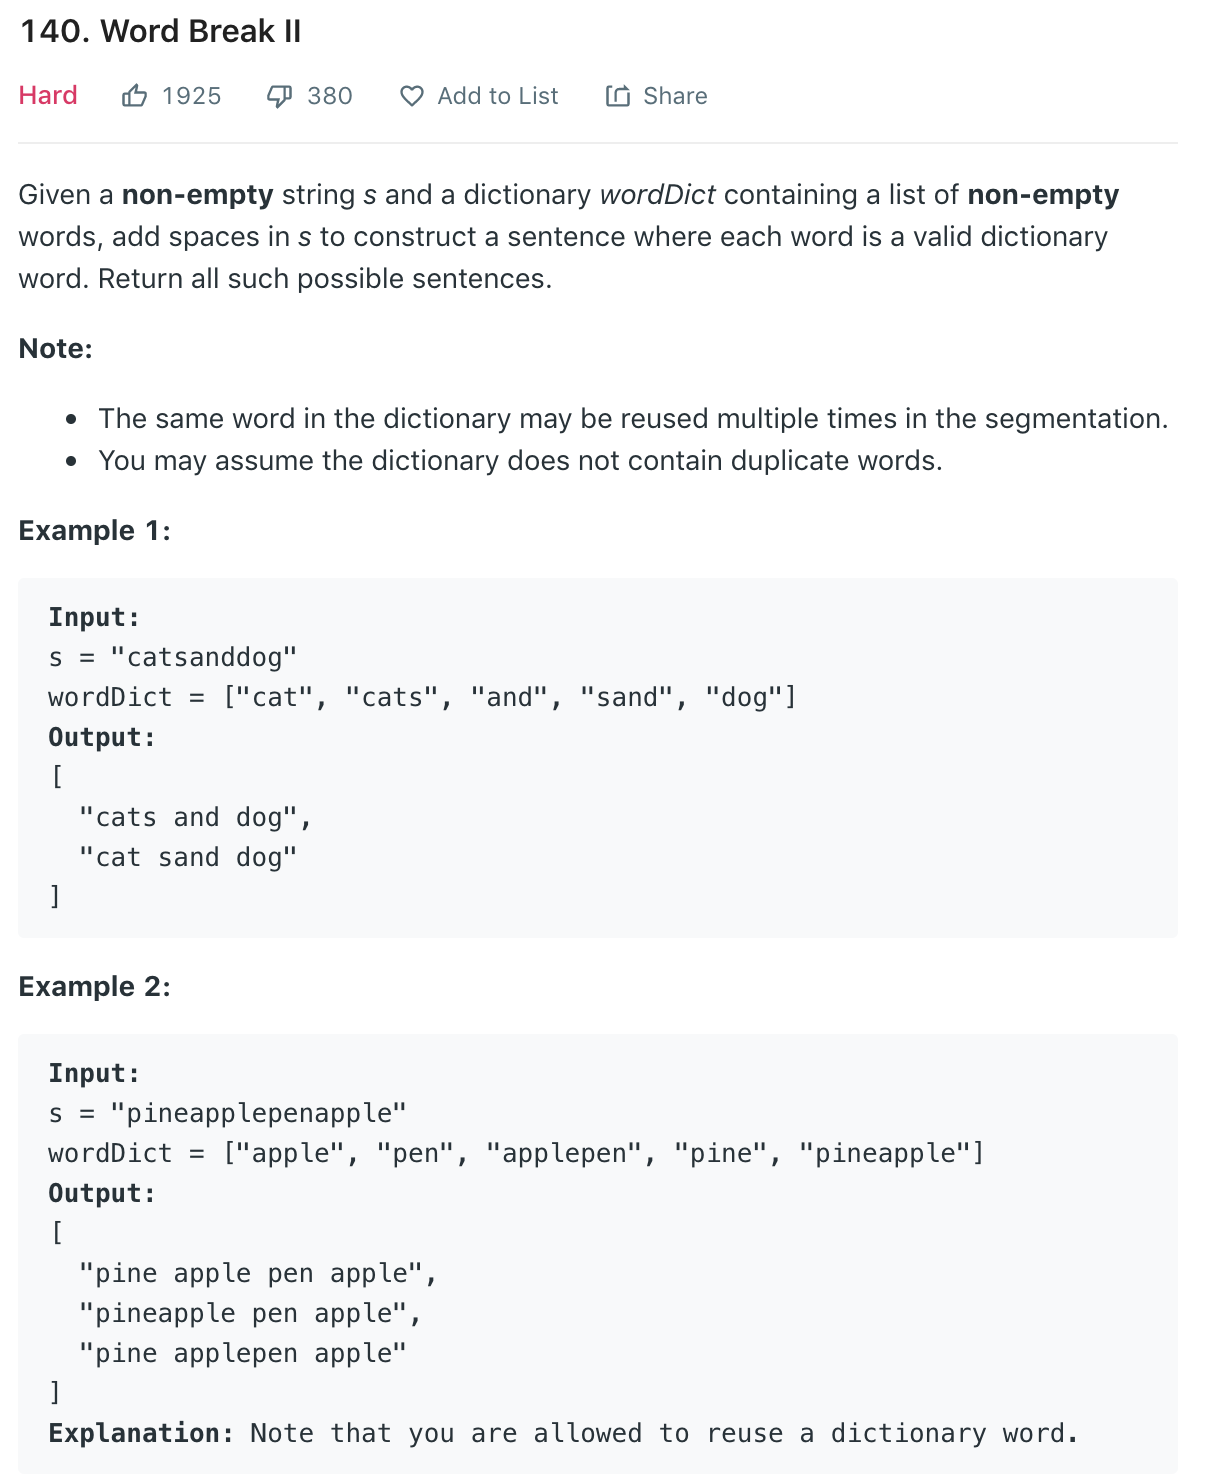 140. Word Break II
Hard 1925 380 Add to List Share
Given a non-empty string s and a dictionary wordDict containing a list of non-empty
words, add spaces in s to construct a sentence where each word is a valid dictionary
word. Return all such possible sentences.
Note:
• The same word in the dictionary may be reused multiple times in the segmentation.
• You may assume the dictionary does not contain duplicate words.
Example 1:
Input:
s = "catsanddog"
wordDict = ["cat", "cats", "and", "sand", "dog"]
Output:
[
  "cats and dog",
  "cat sand dog"
]
Example 2:
Input:
s = "pineapplepenapple"
wordDict = ["apple", "pen", "applepen", "pine", "pineapple"]
Output:
[
  "pine apple pen apple",
  "pineapple pen apple",
  "pine applepen apple"
]
Explanation: Note that you are allowed to reuse a dictionary word.